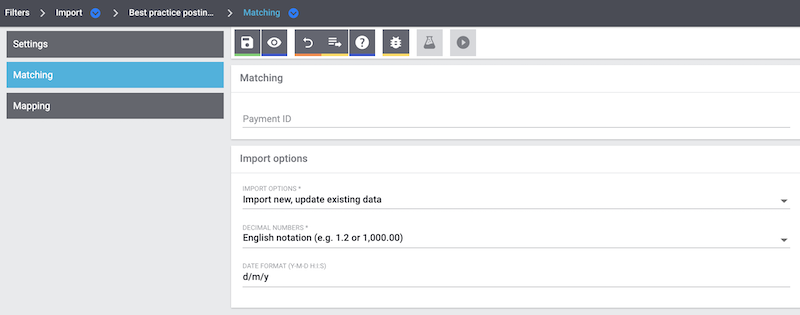 Filters > Import > Best practice postin... > Matching
Settings
Matching
Mapping
Matching
Payment ID
Import options
IMPORT OPTIONS *
Import new, update existing data
DECIMAL NUMBERS *
English notation (e.g. 1.2 or 1,000.00)
DATE FORMAT (Y-M-D H:I:S)
d/m/y